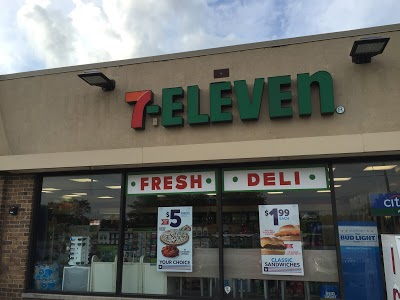 7-ELEVEn®
FRESH DELI
$5
YOUR CHOICE
$1.99
CLASSIC
SANDWICHES
citi
BUD LIGHT